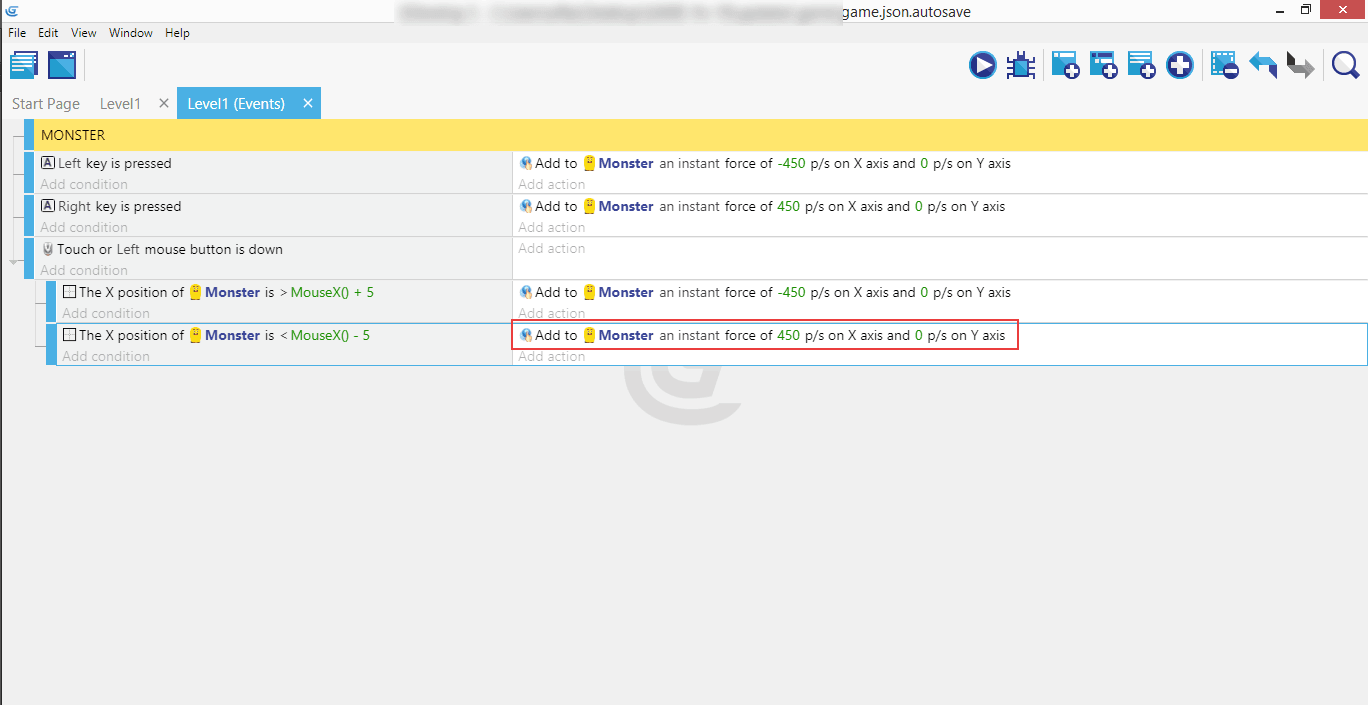 game.json.autosave
File Edit View Window Help
Start Page Level1 × Level1 (Events) ×
MONSTER
Left key is pressed
Add to Monster an instant force of -450 p/s on X axis and 0 p/s on Y axis
Add condition
Add action
Right key is pressed
Add to Monster an instant force of 450 p/s on X axis and 0 p/s on Y axis
Add condition
Add action
Touch or Left mouse button is down
Add action
Add condition
The X position of Monster is > MouseX() + 5
Add to Monster an instant force of -450 p/s on X axis and 0 p/s on Y axis
Add condition
Add action
The X position of Monster is < MouseX() - 5
Add to Monster an instant force of 450 p/s on X axis and 0 p/s on Y axis
Add condition
Add action